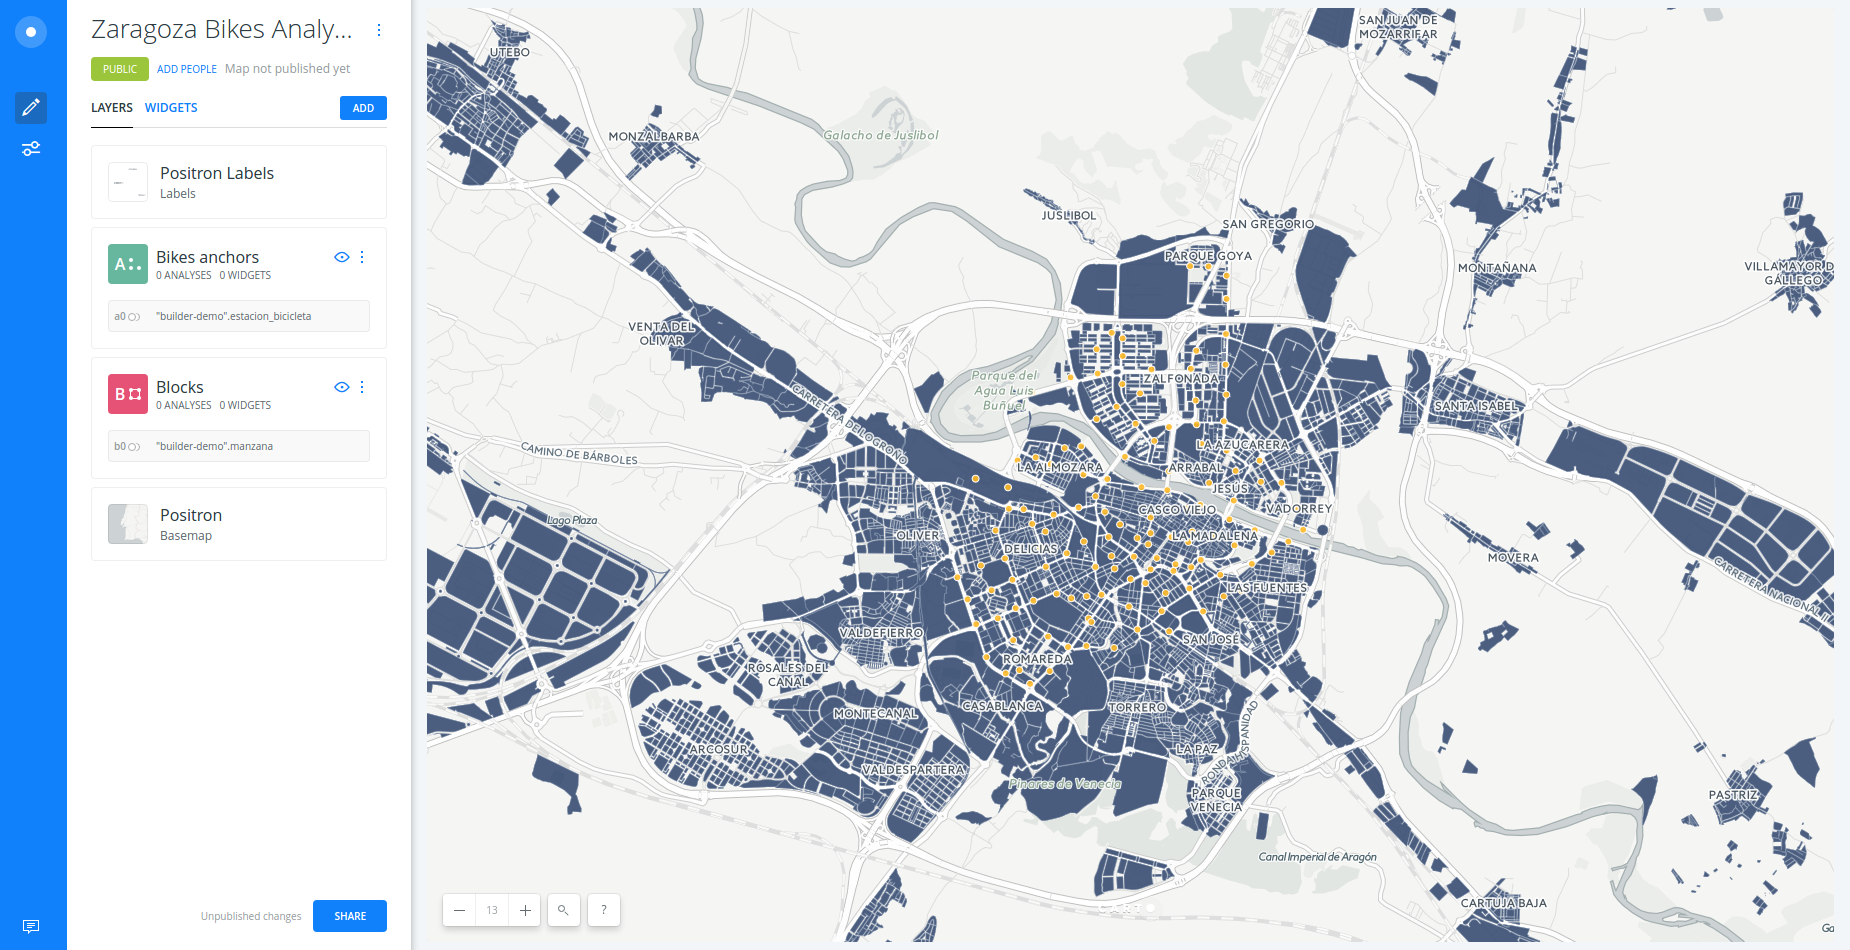 Zaragoza Bikes Analy...
PUBLIC
ADD PEOPLE
Map not published yet
LAYERS
WIDGETS
ADD
Positron Labels
Labels
A
Bikes anchors
0 ANALYSES 0 WIDGETS
a0
"builder-demo".estacion_bicicleta
B
Blocks
0 ANALYSES 0 WIDGETS
b0
"builder-demo".manzana
Positron
Basemap
Unpublished changes
SHARE
SAN JUAN DE
MOZARRIFAR
UTEBO
MONZALBARBA
Galacho de Juslibol
JUSLIBOL
SAN GREGORIO
PARQUE GOYA
MONTAÑANA
VILLAMAYOR D
GÁLLEGO
VENTA DEL
OLIVAR
Parque del
Agua Luis
Buñuel
ZALFONADA
CARRETERA DE LOGROÑO
SANTA ISABEL
CAMINO DE BÁRBOLES
LA AZUCARERA
LA ALMOZARA
ARRABAL
JESÚS
CASCO VIEJO
VADORREY
Lago Plaza
OLIVER
DELICIAS
LA MADALENA
MOVERA
LAS FUENTES
CARRETERA NACIONAL II
VALDEFIERRO
SAN JOSÉ
ROSALES DEL
CANAL
ROMAREDA
CASABLANCA
TORRERO
MONTECANAL
RONDA HISPANIDAD
ARCOSUR
LA PAZ
VALDESPARTERA
Pinares de Venecia
PARQUE
VENECIA
PASTRIZ
Canal Imperial de Aragón
CARTUJA BAJA
Ga
13
?